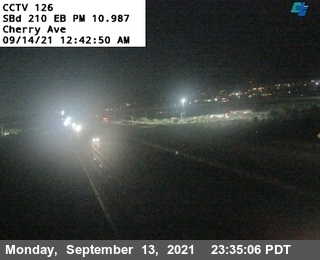 CCTV 126
SBd 210 EB PM 10.987
Cherry Ave
09/14/21 12:42:50 AM
Monday, September 13, 2021 23:35:06 PDT